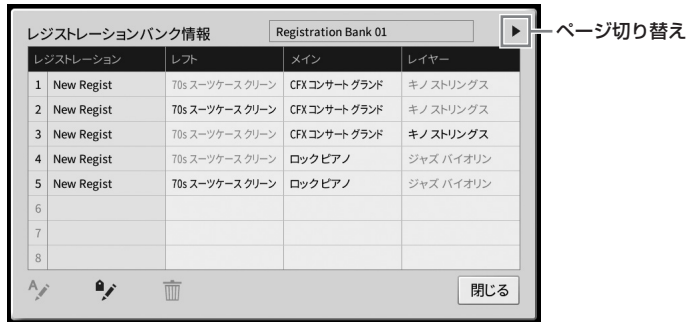 レジストレーションバンク情報 Registration Bank 01 ページ切り替え
レジストレーション レフト メイン レイヤー
1 New Regist 70s スーツケース クリーン CFX コンサート グランド キノ ストリングス
2 New Regist 70s スーツケース クリーン CFX コンサート グランド キノ ストリングス
3 New Regist 70s スーツケース クリーン CFX コンサート グランド キノ ストリングス
4 New Regist 70s スーツケース クリーン ロック ピアノ ジャズ バイオリン
5 New Regist 70s スーツケース クリーン ロック ピアノ ジャズ バイオリン
6
7
8
A 閉じる